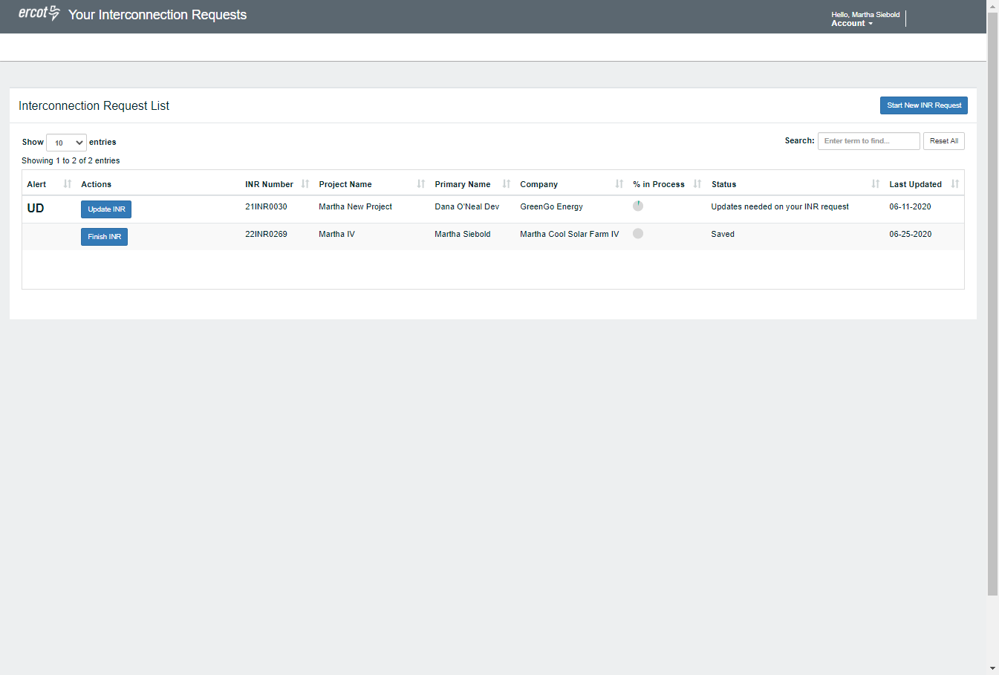 ercot Your Interconnection Requests
Hello, Martha Siebold
Account
Interconnection Request List
Start New INR Request
Show 10 entries
Search: Enter term to find... Reset All
Showing 1 to 2 of 2 entries
Alert Actions INR Number Project Name Primary Name Company % in Process Status Last Updated
UD Update INR 21INR0030 Martha New Project Dana O'Neal Dev GreenGo Energy Updates needed on your INR request 06-11-2020
Finish INR 22INR0269 Martha IV Martha Siebold Martha Cool Solar Farm IV Saved 06-25-2020